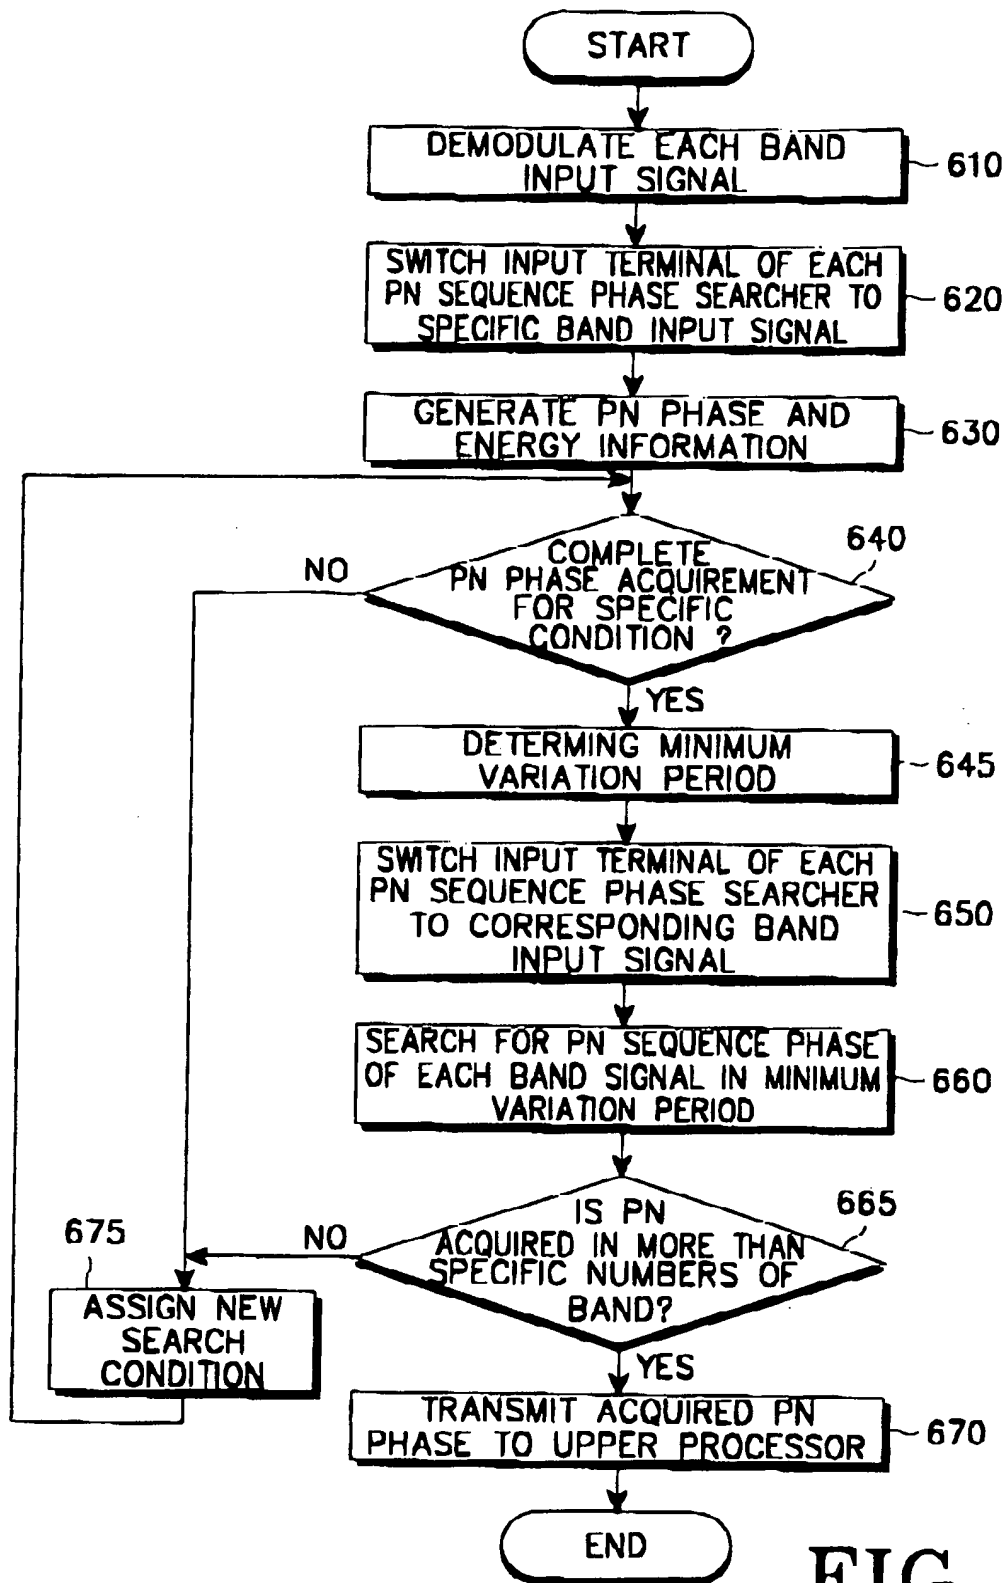 START
DEMODULATE EACH BAND
INPUT SIGNAL
610
SWITCH INPUT TERMINAL OF EACH
PN SEQUENCE PHASE SEARCHER TO
SPECIFIC BAND INPUT SIGNAL
620
GENERATE PN PHASE AND
ENERGY INFORMATION
630
640
NO
COMPLETE
PN PHASE ACQUIREMENT
FOR SPECIFIC
CONDITION ?
YES
DETERMING MINIMUM
VARIATION PERIOD
645
SWITCH INPUT TERMINAL OF EACH
PN SEQUENCE PHASE SEARCHER
TO CORRESPONDING BAND
INPUT SIGNAL
650
SEARCH FOR PN SEQUENCE PHASE
OF EACH BAND SIGNAL IN MINIMUM
VARIATION PERIOD
660
665
NO
IS PN
ACQUIRED IN MORE THAN
SPECIFIC NUMBERS OF
BAND?
675
ASSIGN NEW
SEARCH
CONDITION
YES
TRANSMIT ACQUIRED PN
PHASE TO UPPER PROCESSOR
670
END
FIG